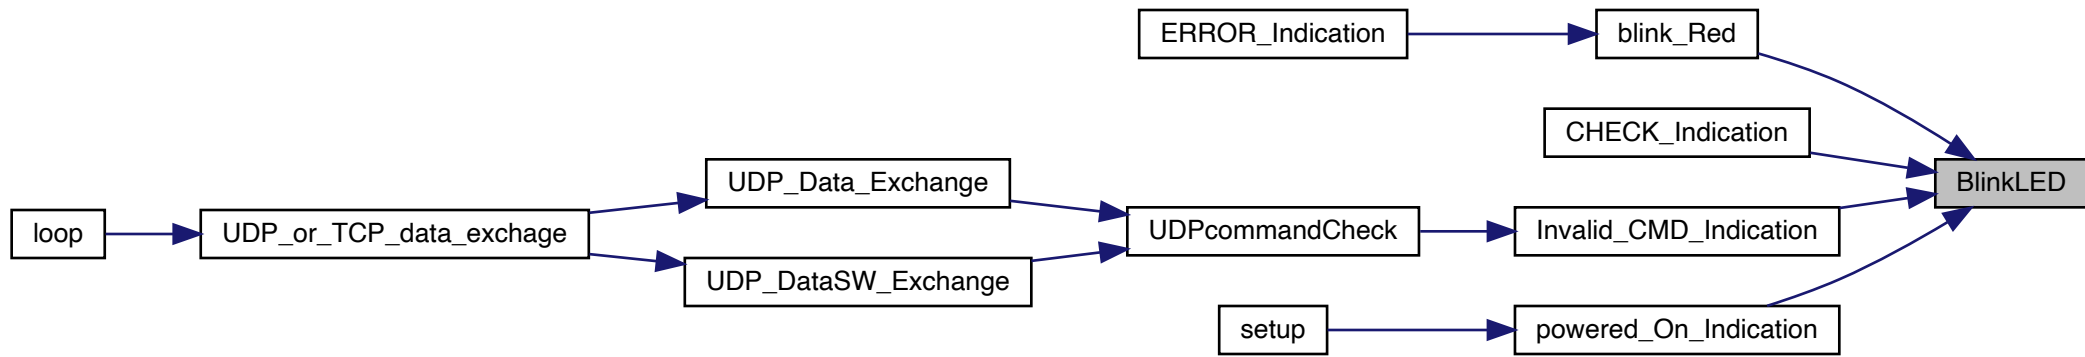 ERROR_Indication
blink_Red
CHECK_Indication
BlinkLED
UDP_Data_Exchange
loop
UDP_or_TCP_data_exchage
UDPcommandCheck
Invalid_CMD_Indication
UDP_DataSW_Exchange
setup
powered_On_Indication